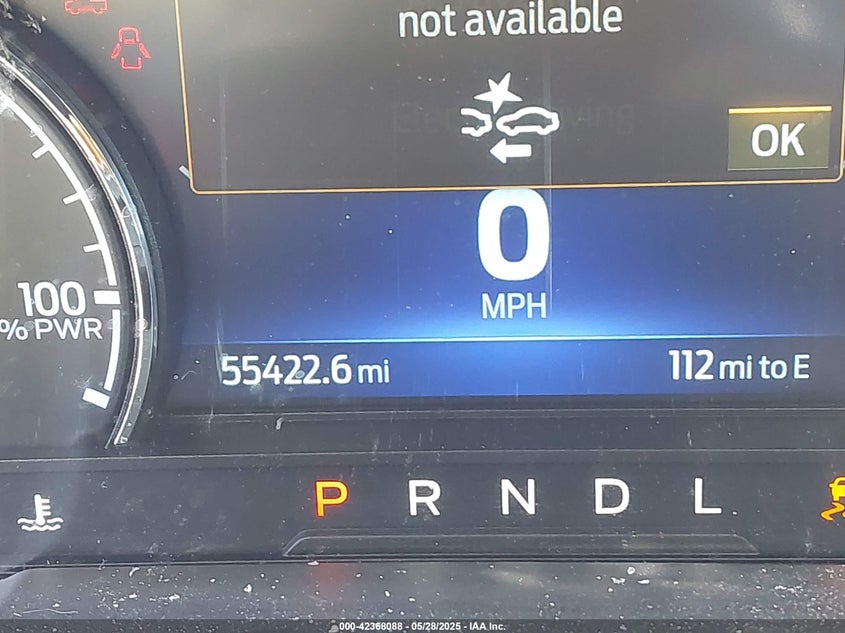 not available
OK
0
MPH
100
% PWR
55422.6 mi
112 mi to E
P R N D L
000-42368088 - 05/28/2025 - IAA Inc.